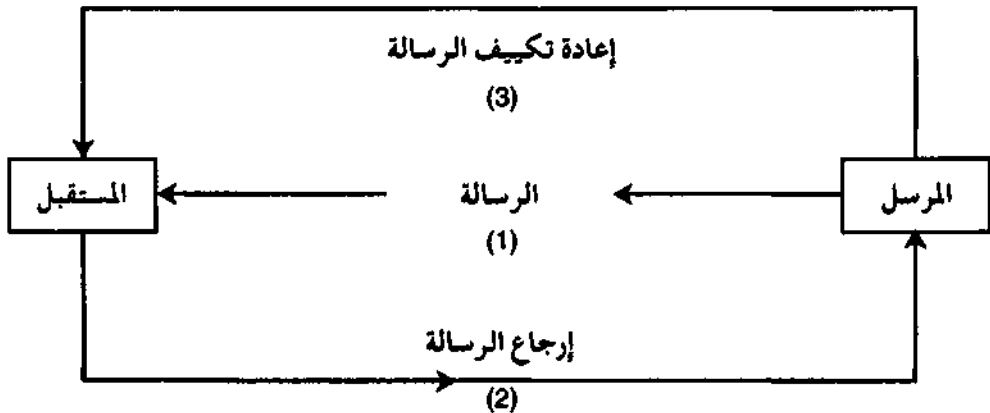 إعادة تكييف الرسالة
(3)
المرسل
الرسالة
المستقبل
(1)
إرجاع الرسالة
(2)